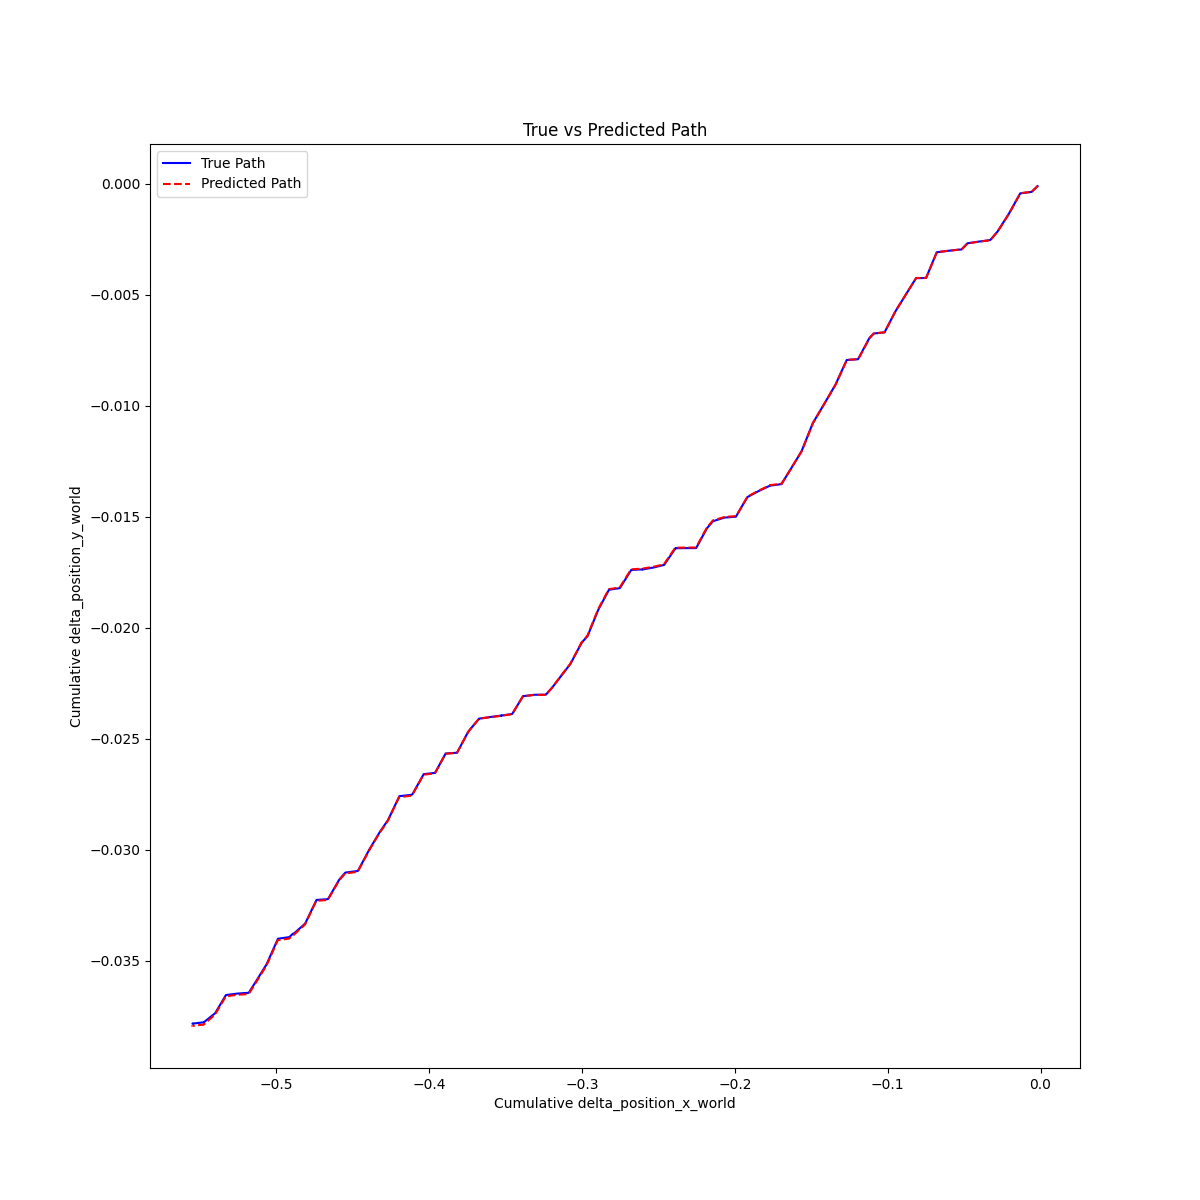 True vs Predicted Path
True Path
Predicted Path
0.000
−0.005
−0.010
−0.015
−0.020
−0.025
−0.030
−0.035
Cumulative delta_position_y_world
−0.5
−0.4
−0.3
−0.2
−0.1
0.0
Cumulative delta_position_x_world